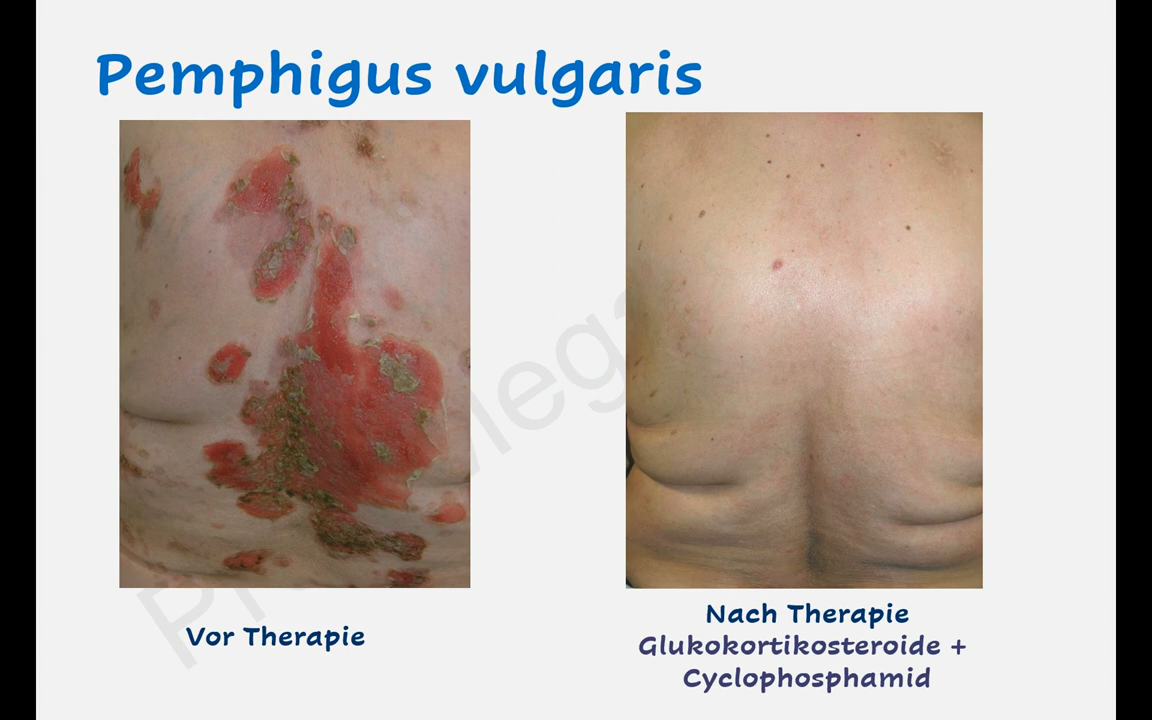 Pemphigus vulgaris
Vor Therapie
Nach Therapie
Glukokortikosteroide +
Cyclophosphamid